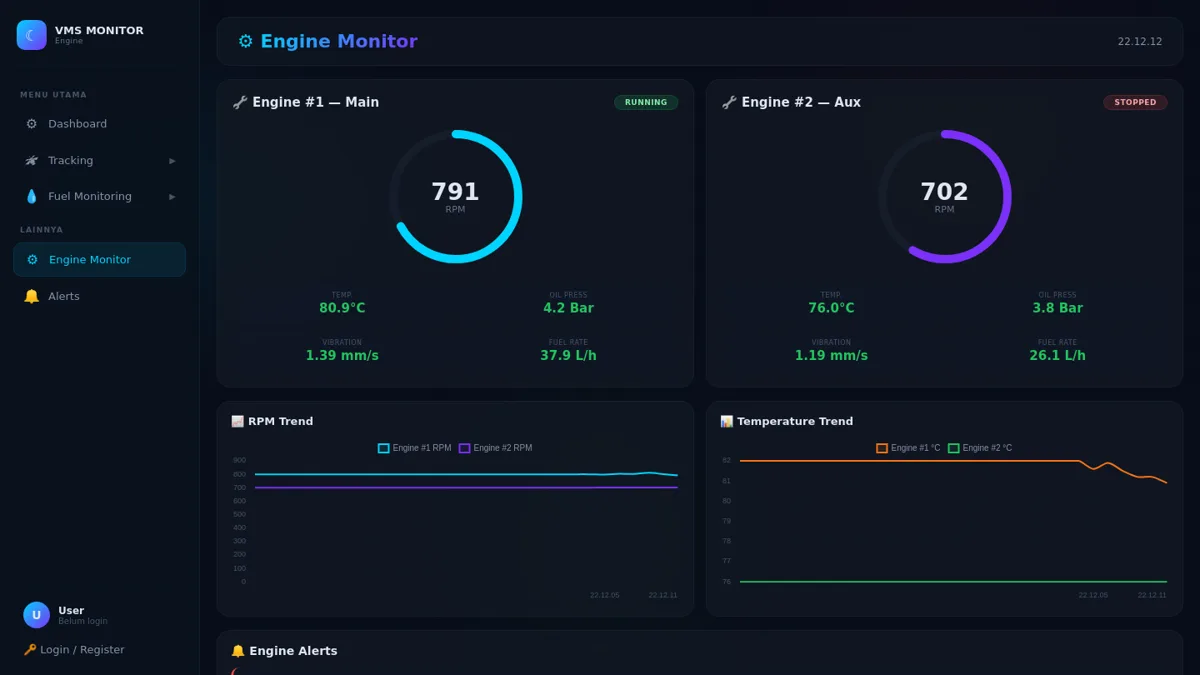 VMS MONITOR
Engine
MENU UTAMA
Dashboard
Tracking
Fuel Monitoring
LAINNYA
Engine Monitor
Alerts
User
Belum login
U
Login / Register
Engine Monitor
22.12.12
Engine #1 — Main
RUNNING
791
RPM
TEMP
80.9°C
OIL PRESS
4.2 Bar
VIBRATION
1.39 mm/s
FUEL RATE
37.9 L/h
Engine #2 — Aux
STOPPED
702
RPM
TEMP
76.0°C
OIL PRESS
3.8 Bar
VIBRATION
1.19 mm/s
FUEL RATE
26.1 L/h
RPM Trend
Engine #1 RPM
Engine #2 RPM
900
800
700
600
500
400
300
200
100
0
22.12.05
22.12.11
Temperature Trend
Engine #1 °C
Engine #2 °C
82
81
80
79
78
77
76
22.12.11
Engine Alerts